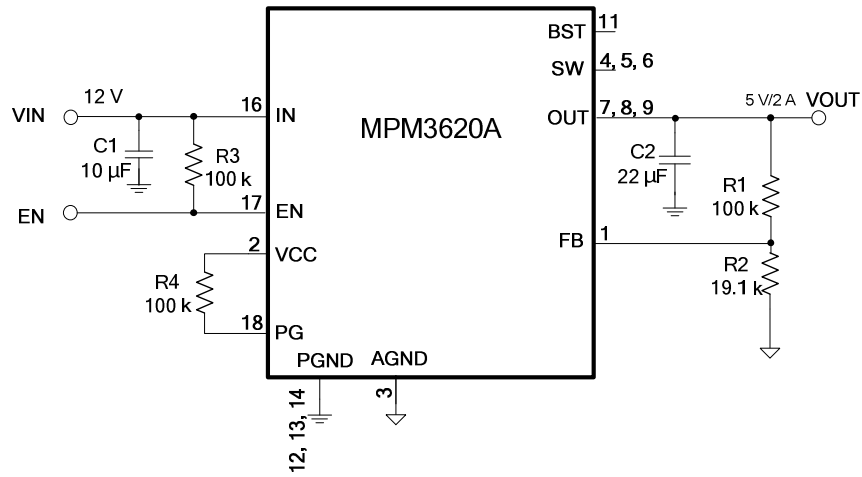 BST
11
SW
4, 5, 6
VIN
12 V
16
IN
MPM3620A
OUT
7, 8, 9
5 V/2 A
VOUT
C1
10 µF
R3
100 k
C2
22 µF
R1
100 k
EN
17
EN
FB
1
2
VCC
R4
100 k
R2
19.1 k
18
PG
PGND
AGND
12, 13, 14
3